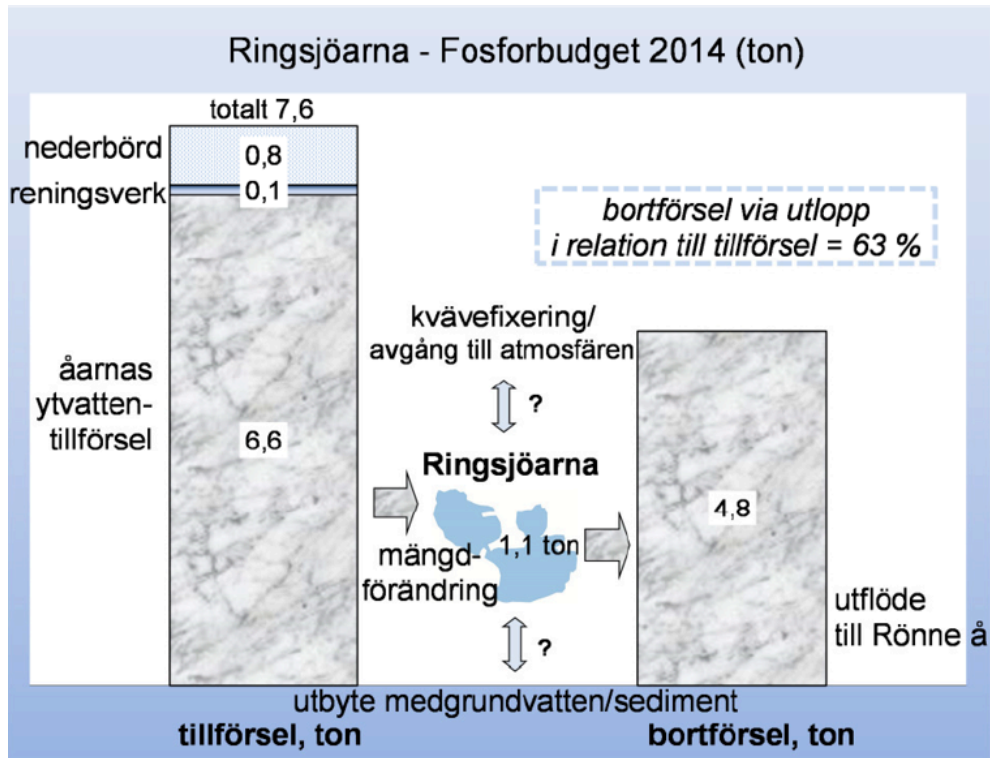 Ringsjöarna - Fosforbudget 2014 (ton)
totalt 7,6
nederbörd
0,8
reningsverk
0,1
bortförsel via utlopp
i relation till tillförsel = 63 %
kvävefixering/
avgång till atmosfären
?
åarnas
ytvatten-
tillförsel
6,6
Ringsjöarna
1,1 ton
mängd-
förändring
4,8
utflöde
till Rönne å
?
utbyte medgrundvatten/sediment
tillförsel, ton
bortförsel, ton